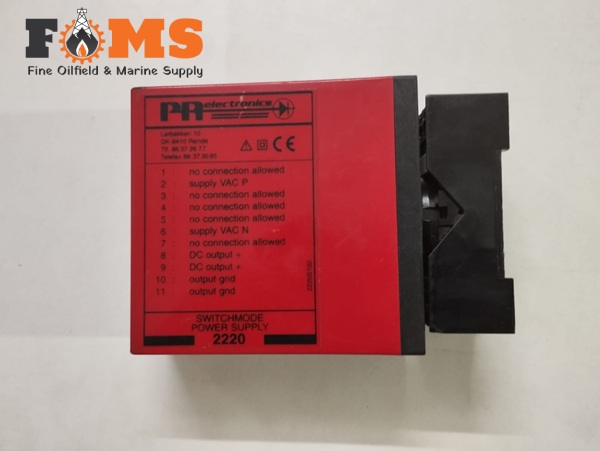 FOMS
Fine Oilfield & Marine Supply
PR electronics
Lerbakken 10
DK-8410 Rønde
Tlf. 86 37 26 77
Telefax 86 37 30 85
CE
1 : no connection allowed
2 : supply VAC P
3 : no connection allowed
4 : no connection allowed
5 : no connection allowed
6 : supply VAC N
7 : no connection allowed
8 : DC output +
9 : DC output +
10 : output gnd
11 : output gnd
SWITCHMODE
POWER SUPPLY
2220